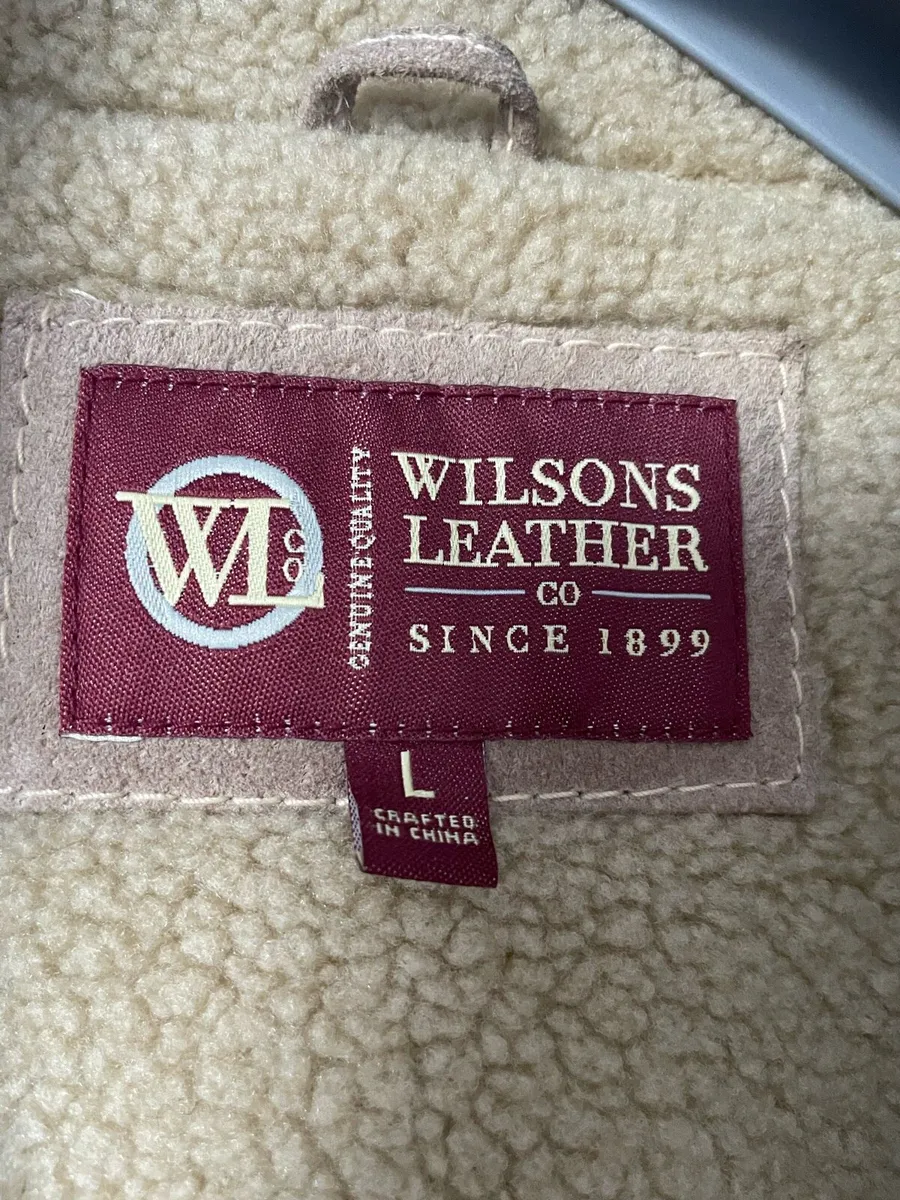 WL
CO
GENUINE QUALITY
WILSONS
LEATHER
CO
SINCE 1899
L
CRAFTED
IN CHINA